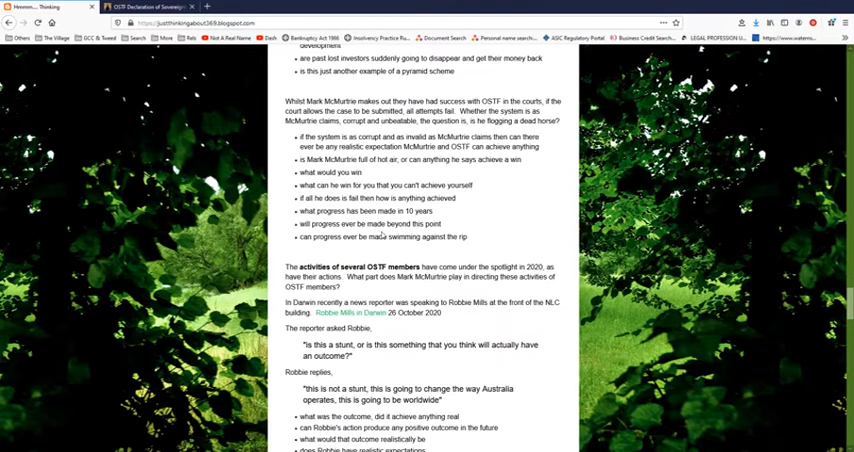 Hmmm.... Thinking
OSTF Declaration of Sovereign
https://justthinkingabout369.blogspot.com
Others
The Village
GCC & Tweed
Search
More
Rels
Not A Real Name
Down To
Bankruptcy Act 1966
Insolvency Practice Ru...
Document Search
Personal name search...
ASIC Regulatory Portal
Business Credit Search...
LEGAL PROFESSION U...
https://www.waterns...
development
are past lost investors suddenly going to disappear and get their money back
is this just another example of a pyramid scheme
Whilst Mark McMurtrie makes out they have had success with OSTF in the courts, if the
court allows the case to be submitted, all attempts fail. Whether the system is as
McMurtrie claims, corrupt and unbeatable, the question is, is he flogging a dead horse?
if the system is as corrupt and as invalid as McMurtrie claims then can there
ever be any realistic expectation McMurtrie and OSTF can achieve anything
is Mark McMurtrie full of hot air, or can anything he says achieve a win
what would you win
what can he win for you that you can't achieve yourself
if all he does is fail then how is anything achieved
what progress has been made in 10 years
will progress ever be made beyond this point
can progress ever be made swimming against the rip
The activities of several OSTF members have come under the spotlight in 2020, as
have their actions. What part does Mark McMurtrie play in directing these activities of
OSTF members?
In Darwin recently a news reporter was speaking to Robbie Mills at the front of the NLC
building. Robbie Mills in Darwin 26 October 2020
The reporter asked Robbie,
"is this a stunt, or is this something that you think will actually have
an outcome?"
Robbie replies,
"this is not a stunt, this is going to change the way Australia
operates, this is going to be worldwide"
what was the outcome, did it achieve anything real
can Robbie's action produce any positive outcome in the future
what would that outcome realistically be
does Robbie have realistic expectations